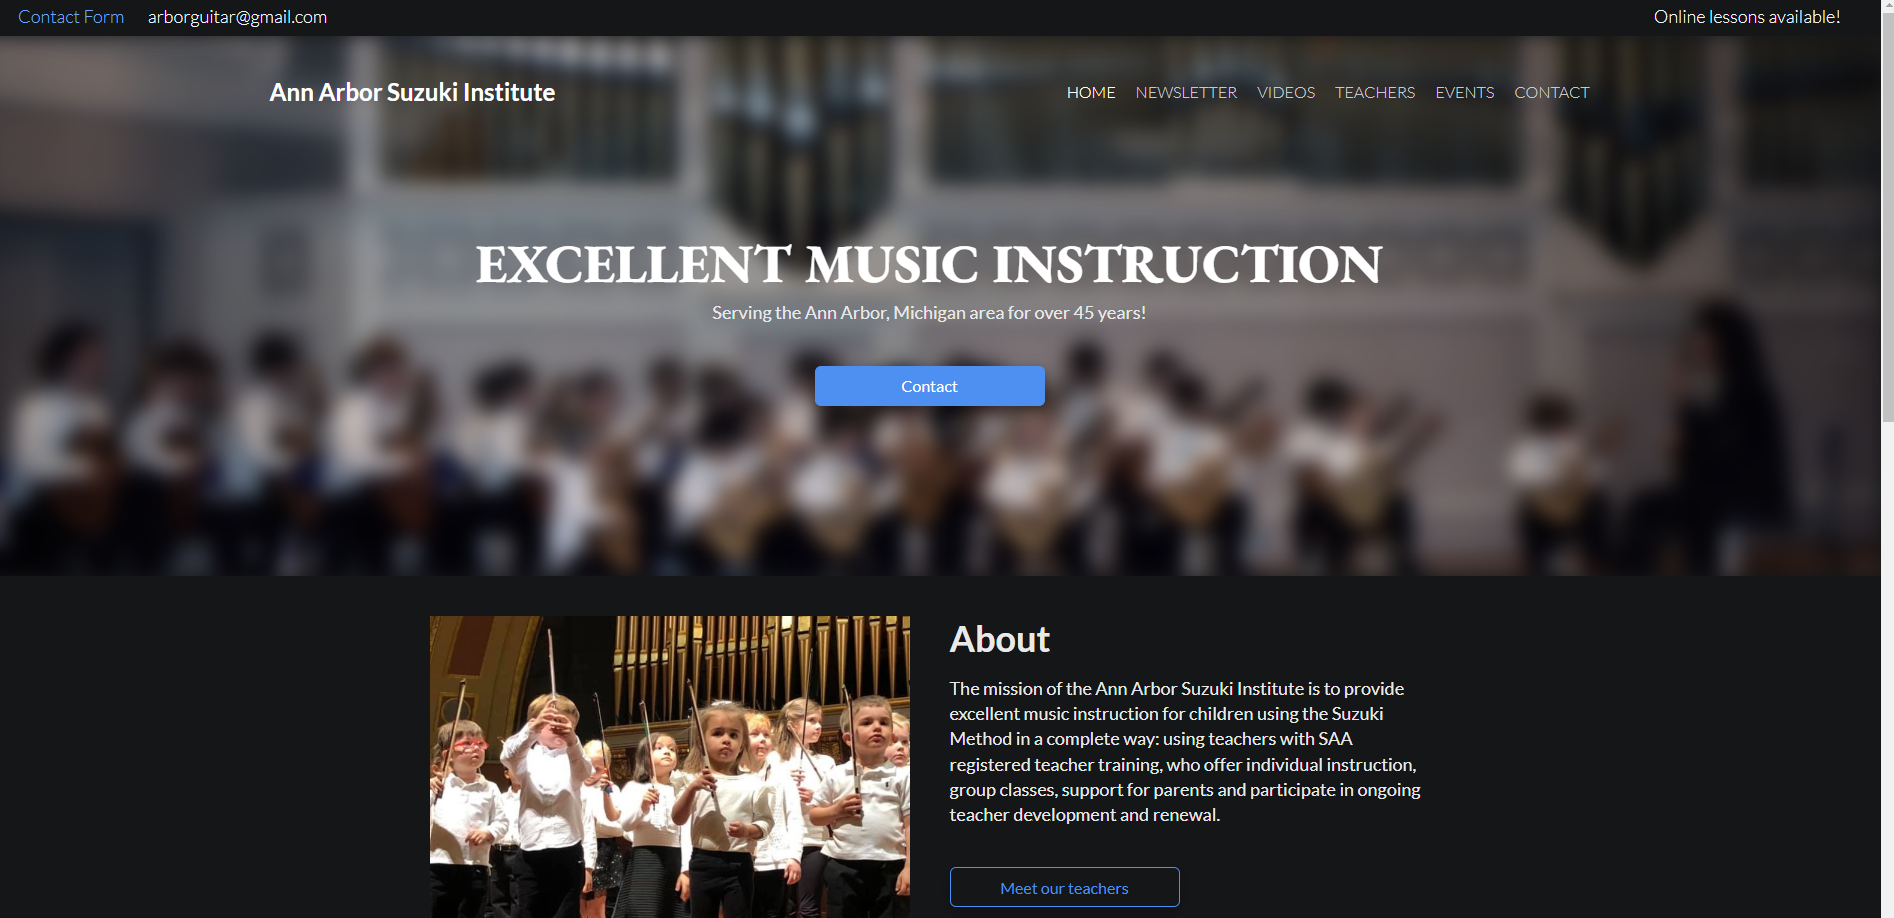 Contact Form arborguitar@gmail.com Online lessons available!
Ann Arbor Suzuki Institute HOME NEWSLETTER VIDEOS TEACHERS EVENTS CONTACT
EXCELLENT MUSIC INSTRUCTION
Serving the Ann Arbor, Michigan area for over 45 years!
Contact
About
The mission of the Ann Arbor Suzuki Institute is to provide
excellent music instruction for children using the Suzuki
Method in a complete way: using teachers with SAA
registered teacher training, who offer individual instruction,
group classes, support for parents and participate in ongoing
teacher development and renewal.
Meet our teachers